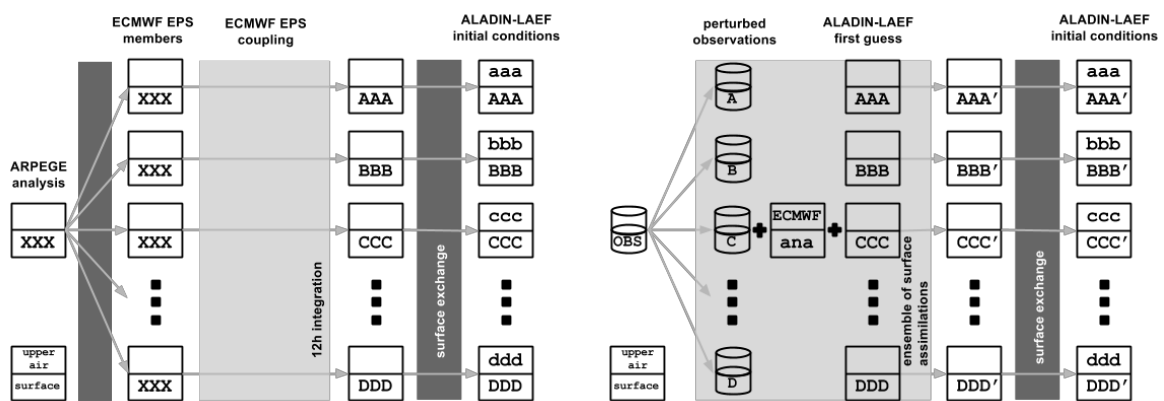 ECMWF EPS
members
ECMWF EPS
coupling
ALADIN-LAEF
initial conditions
aaa
XXX
AAA
AAA
bbb
XXX
BBB
BBB
ARPEGE
analysis
ccc
XXX
XXX
CCC
CCC
12h integration
surface exchange
upper
air
surface
ddd
XXX
DDD
DDD
perturbed
observations
ALADIN-LAEF
first guess
ALADIN-LAEF
initial conditions
aaa
A
AAA
AAA'
AAA'
bbb
B
BBB
BBB'
BBB'
ECMWF
ccc
OBS
C
ana
CCC
CCC'
CCC'
ensemble of surface
assimilations
surface exchange
upper
air
surface
ddd
D
DDD
DDD'
DDD'